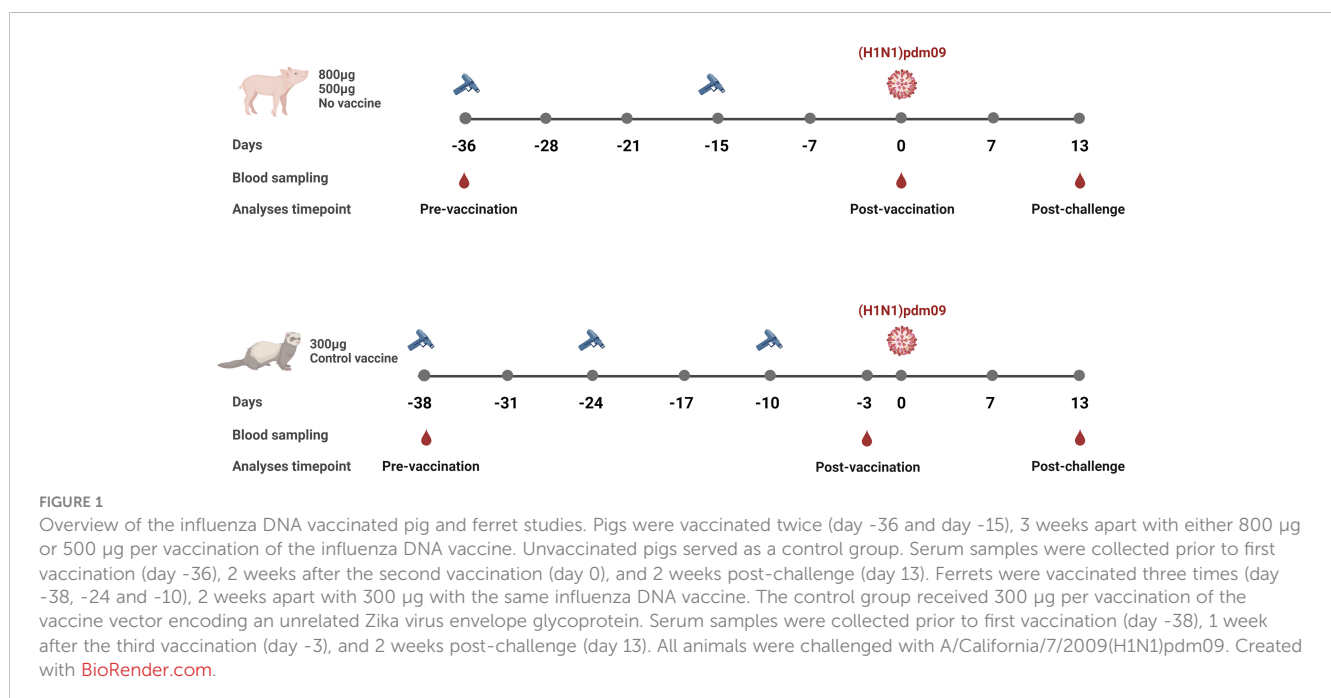 (H1N1)pdm09
800µg
500µg
No vaccine
Days -36 -28 -21 -15 -7 0 7 13
Blood sampling
Analyses timepoint Pre-vaccination Post-vaccination Post-challenge
(H1N1)pdm09
300µg
Control vaccine
Days -38 -31 -24 -17 -10 -3 0 7 13
Blood sampling
Analyses timepoint Pre-vaccination Post-vaccination Post-challenge
FIGURE 1
Overview of the influenza DNA vaccinated pig and ferret studies. Pigs were vaccinated twice (day -36 and day -15), 3 weeks apart with either 800 µg
or 500 µg per vaccination of the influenza DNA vaccine. Unvaccinated pigs served as a control group. Serum samples were collected prior to first
vaccination (day -36), 2 weeks after the second vaccination (day 0), and 2 weeks post-challenge (day 13). Ferrets were vaccinated three times (day
-38, -24 and -10), 2 weeks apart with 300 µg with the same influenza DNA vaccine. The control group received 300 µg per vaccination of the
vaccine vector encoding an unrelated Zika virus envelope glycoprotein. Serum samples were collected prior to first vaccination (day -38), 1 week
after the third vaccination (day -3), and 2 weeks post-challenge (day 13). All animals were challenged with A/California/7/2009(H1N1)pdm09. Created
with BioRender.com.